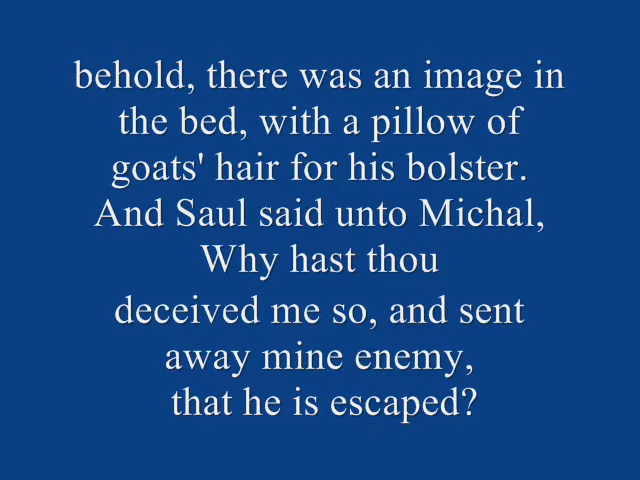 behold, there was an image in
the bed, with a pillow of
goats' hair for his bolster.
And Saul said unto Michal,
Why hast thou
deceived me so, and sent
away mine enemy,
that he is escaped?